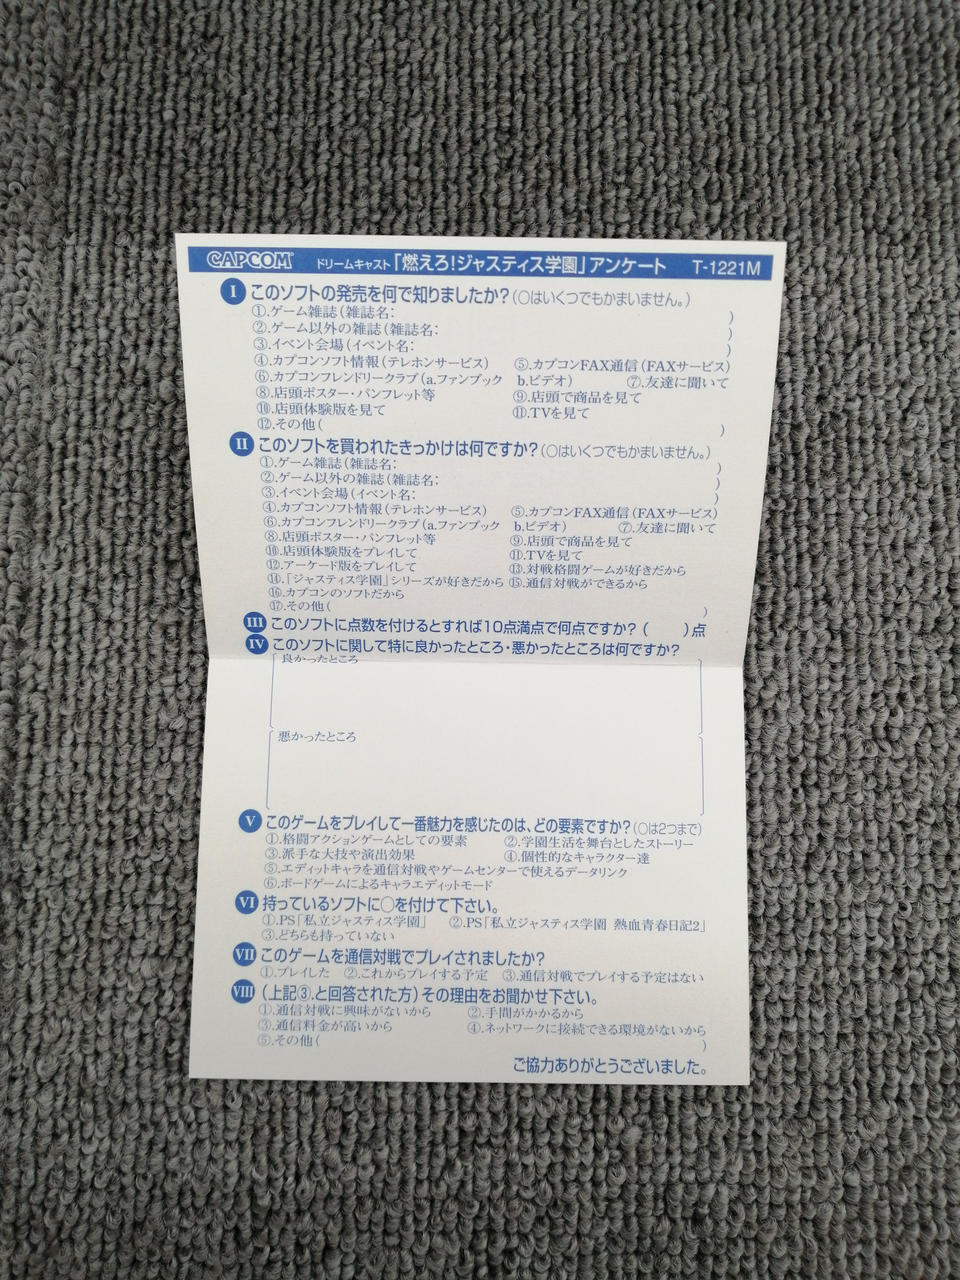 CAPCOM ドリームキャスト「燃えろ!ジャスティス学園」アンケート T-1221M
I このソフトの発売を何で知りましたか?(○はいくつでもかまいません。)
①.ゲーム雑誌(雑誌名: )
②.ゲーム以外の雑誌(雑誌名: )
③.イベント会場(イベント名: )
④.カプコンソフト情報(テレホンサービス) ⑤.カプコンFAX通信(FAXサービス)
⑥.カプコンフレンドリークラブ(a.ファンブック b.ビデオ) ⑦.友達に聞いて
⑧.店頭ポスター・パンフレット等 ⑨.店頭で商品を見て
⑩.店頭体験版を見て ⑪.TVを見て
⑫.その他( )
II このソフトを買われたきっかけは何ですか?(○はいくつでもかまいません。)
①.ゲーム雑誌(雑誌名: )
②.ゲーム以外の雑誌(雑誌名: )
③.イベント会場(イベント名: )
④.カプコンソフト情報(テレホンサービス) ⑤.カプコンFAX通信(FAXサービス)
⑥.カプコンフレンドリークラブ(a.ファンブック b.ビデオ) ⑦.友達に聞いて
⑧.店頭ポスター・パンフレット等 ⑨.店頭で商品を見て
⑩.店頭体験版をプレイして ⑪.TVを見て
⑫.アーケード版をプレイして ⑬.対戦格闘ゲームが好きだから
⑭.「ジャスティス学園」シリーズが好きだから ⑮.通信対戦ができるから
⑯.カプコンのソフトだから
⑰.その他( )
III このソフトに点数を付けるとすれば10点満点で何点ですか?( )点
IV このソフトに関して特に良かったところ・悪かったところは何ですか?
良かったところ
悪かったところ
V このゲームをプレイして一番魅力を感じたのは、どの要素ですか?(○は2つまで)
①.格闘アクションゲームとしての要素 ②.学園生活を舞台としたストーリー
③.派手な大技や演出効果 ④.個性的なキャラクター達
⑤.エディットキャラを通信対戦やゲームセンターで使えるデータリンク
⑥.ボードゲームによるキャラエディットモード
VI 持っているソフトに○を付けて下さい。
①.PS「私立ジャスティス学園」 ②.PS「私立ジャスティス学園 熱血青春日記2」
③.どちらも持っていない
VII このゲームを通信対戦でプレイされましたか?
①.プレイした ②.これからプレイする予定 ③.通信対戦でプレイする予定はない
VIII (上記③.と回答された方)その理由をお聞かせ下さい。
①.通信対戦に興味がないから ②.手間がかかるから
③.通信料金が高いから ④.ネットワークに接続できる環境がないから
⑤.その他( )
ご協力ありがとうございました。